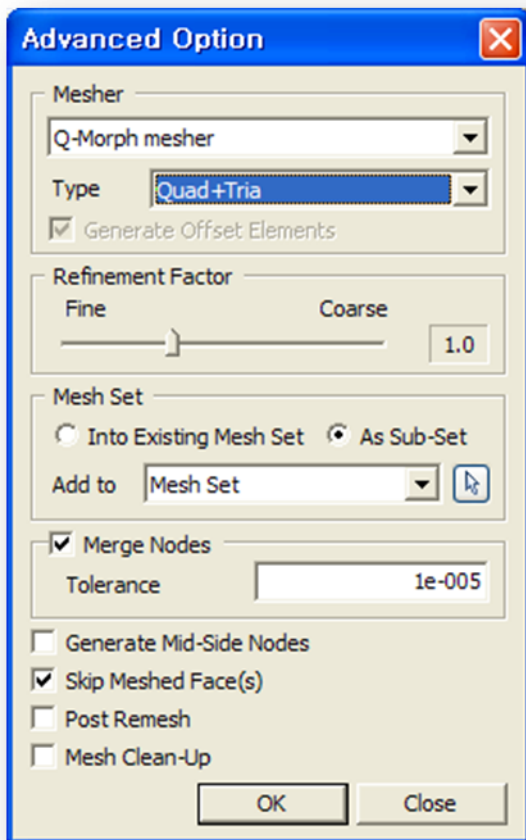 Advanced Option
Mesher
Q-Morph mesher
Type Quad+Tria
Generate Offset Elements
Refinement Factor
Fine Coarse
1.0
Mesh Set
Into Existing Mesh Set As Sub-Set
Add to Mesh Set
Merge Nodes
Tolerance 1e-005
Generate Mid-Side Nodes
Skip Meshed Face(s)
Post Remesh
Mesh Clean-Up
OK Close